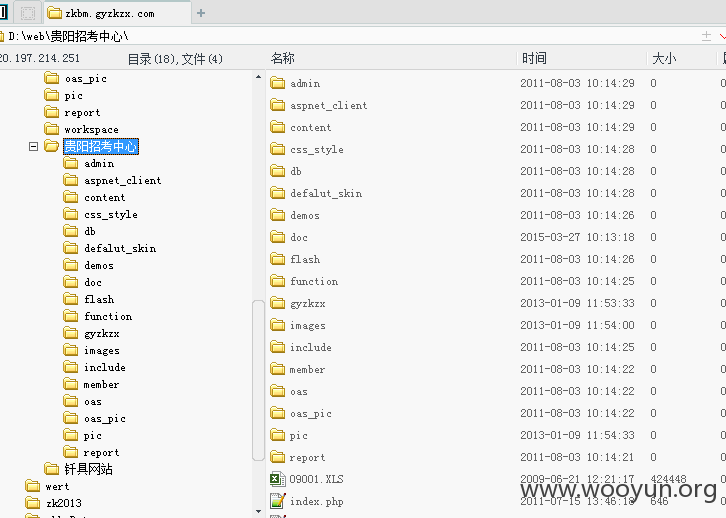 zkbm.gyzkzx.com
D:\web\贵阳招考中心\
20.197.214.251 目录(18),文件(4) 名称 时间 大小
oas_pic
pic
report
workspace
贵阳招考中心
admin
aspnet_client
content
css_style
db
defalut_skin
demos
doc
flash
function
gyzkzx
images
include
member
oas
oas_pic
pic
report
钎具网站
wert
zk2013
admin 2011-08-03 10:14:29 0
aspnet_client 2011-08-03 10:14:29 0
content 2011-08-03 10:14:29 0
css_style 2011-08-03 10:14:28 0
db 2011-08-03 10:14:28 0
defalut_skin 2011-08-03 10:14:28 0
demos 2011-08-03 10:14:26 0
doc 2015-03-27 10:13:18 0
flash 2011-08-03 10:14:26 0
function 2011-08-03 10:14:25 0
gyzkzx 2013-01-09 11:53:33 0
images 2013-01-09 11:54:00 0
include 2011-08-03 10:14:25 0
member 2011-08-03 10:14:22 0
oas 2011-08-03 10:14:22 0
oas_pic 2011-08-03 10:14:22 0
pic 2013-01-09 11:54:33 0
report 2011-08-03 10:14:21 0
09001.XLS 2009-06-21 12:21:17 424448
index.php 2011-07-15 13:46:18 646
www.wooyun.org